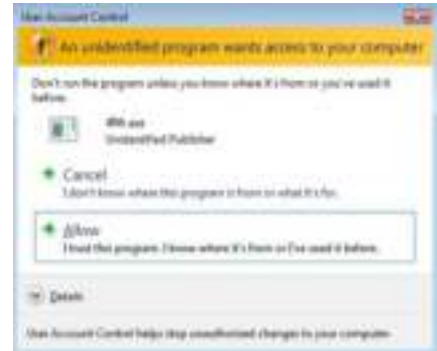 User Account Control
An unidentified program wants access to your computer
Don't run the program unless you know where it's from or you've used it
before.
Unidentified Publisher
Cancel
I don't know where this program is from or what it's for.
Allow
I trust this program. I know where it's from or I've used it before.
Details
User Account Control helps stop unauthorized changes to your computer.